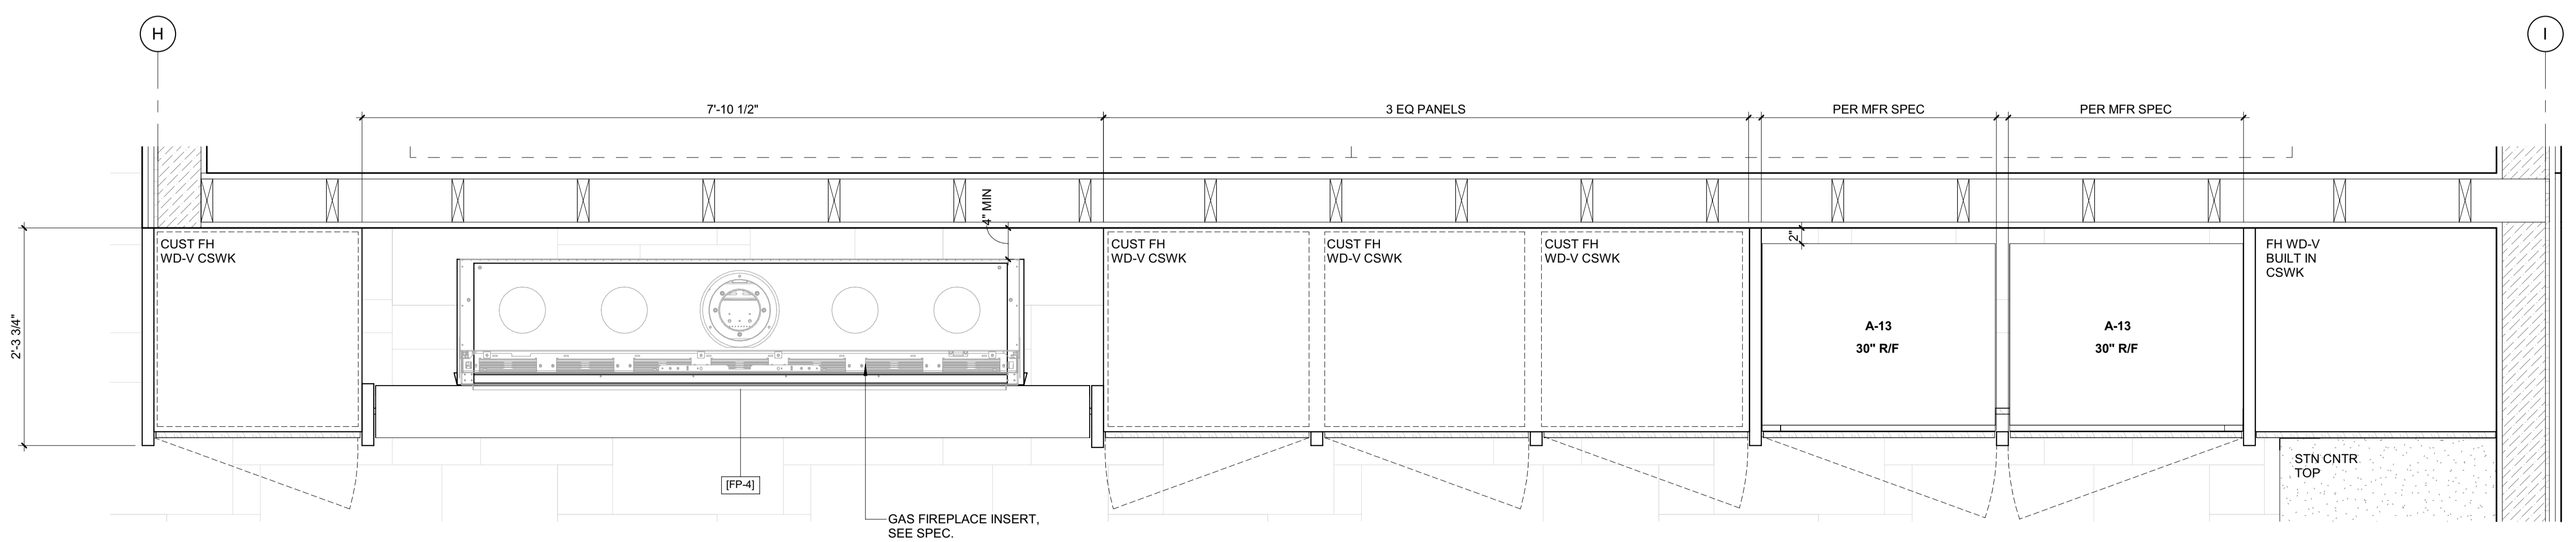 H
I
7'-10 1/2"
3 EQ PANELS
PER MFR SPEC
PER MFR SPEC
4" MIN
2"
2'-3 3/4"
CUST FH
WD-V CSWK
CUST FH
WD-V CSWK
CUST FH
WD-V CSWK
CUST FH
WD-V CSWK
FH WD-V
BUILT IN
CSWK
A-13
30" R/F
A-13
30" R/F
STN CNTR
TOP
[FP-4]
GAS FIREPLACE INSERT,
SEE SPEC.